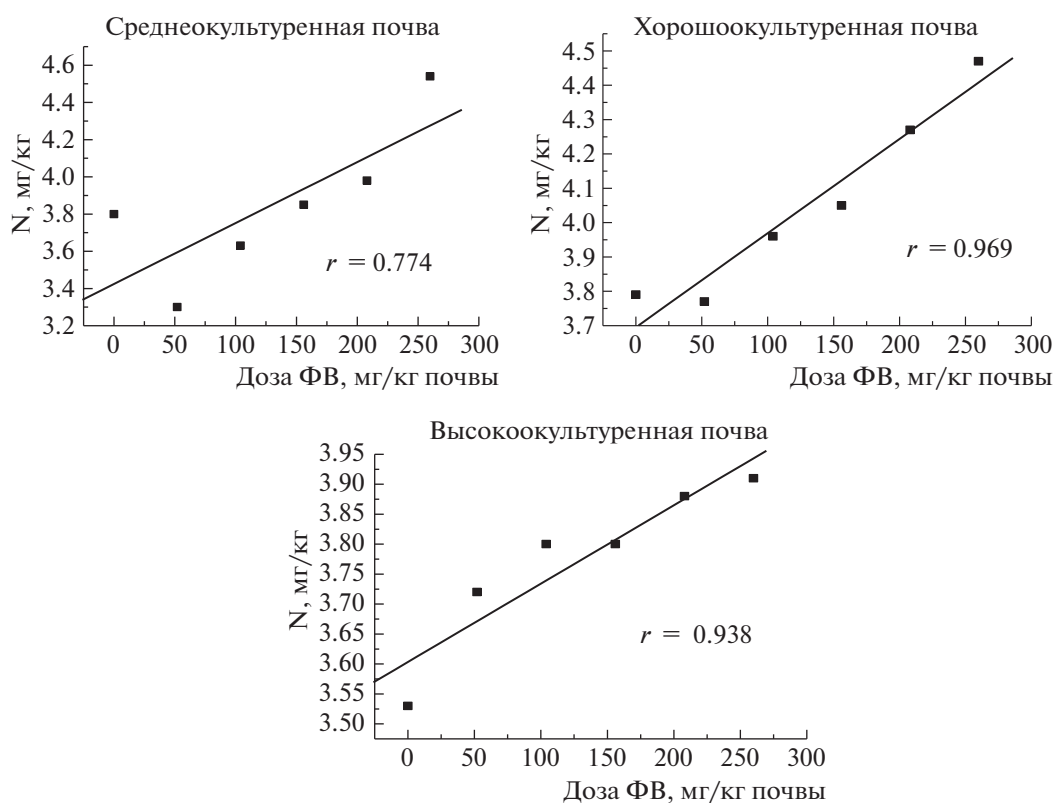 Среднеокультуренная почва
N, мг/кг
4.6
4.4
4.2
4.0
3.8
3.6
3.4
3.2
r = 0.774
0 50 100 150 200 250 300
Доза ФВ, мг/кг почвы
Хорошоокультуренная почва
N, мг/кг
4.5
4.4
4.3
4.2
4.1
4.0
3.9
3.8
3.7
r = 0.969
0 50 100 150 200 250 300
Доза ФВ, мг/кг почвы
Высокоокультуренная почва
N, мг/кг
3.95
3.90
3.85
3.80
3.75
3.70
3.65
3.60
3.55
3.50
r = 0.938
0 50 100 150 200 250 300
Доза ФВ, мг/кг почвы